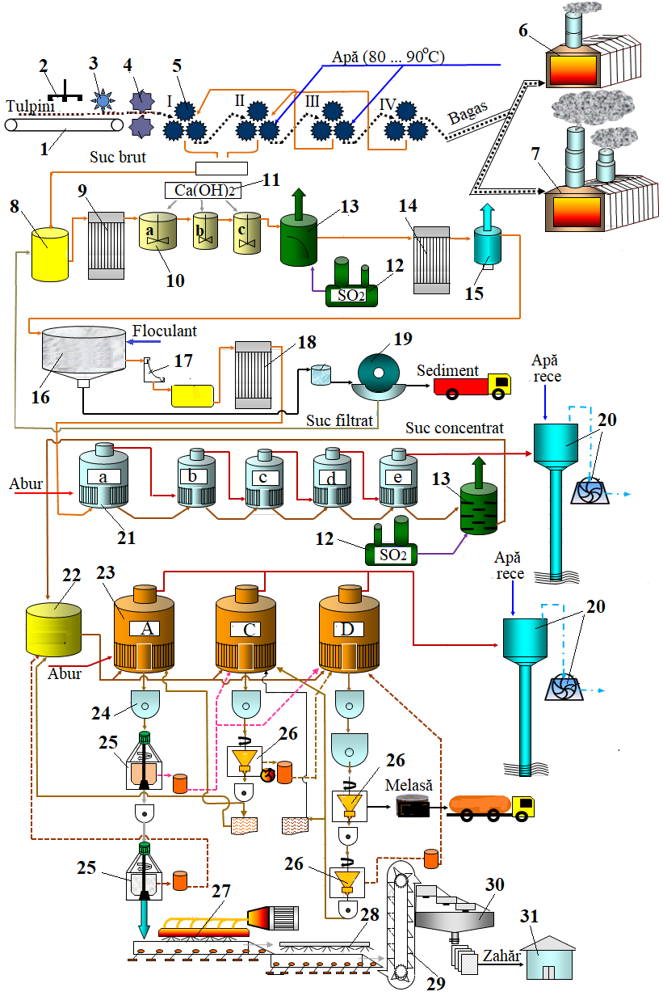 6
Apă (80 ... 90°C)
2
3
4
5
I
II
III
IV
Tulpini
Bagas
1
Suc brut
7
11
Ca(OH)2
8
9
a
b
c
13
14
10
15
12
SO2
Floculant
17
18
19
16
Sediment
Apă
rece
Suc filtrat
Suc concentrat
20
a
b
c
d
e
13
Abur
21
12
SO2
Apă
rece
22
23
A
C
D
20
Abur
24
25
26
26
Melasă
25
26
27
28
30
31
Zahăr
29